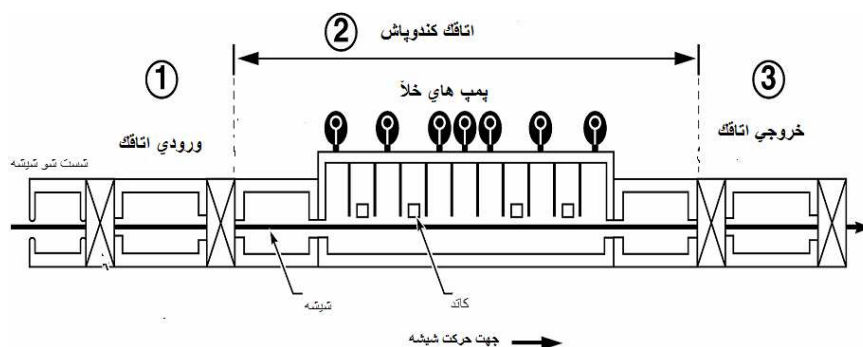 ② اتاقك كندوپاش
① ③
پمپ هاي خلآ
خروجي اتاقك
ورودي اتاقك
شست شو شيشه
شيشه
كاتد
جهت حركت شيشه